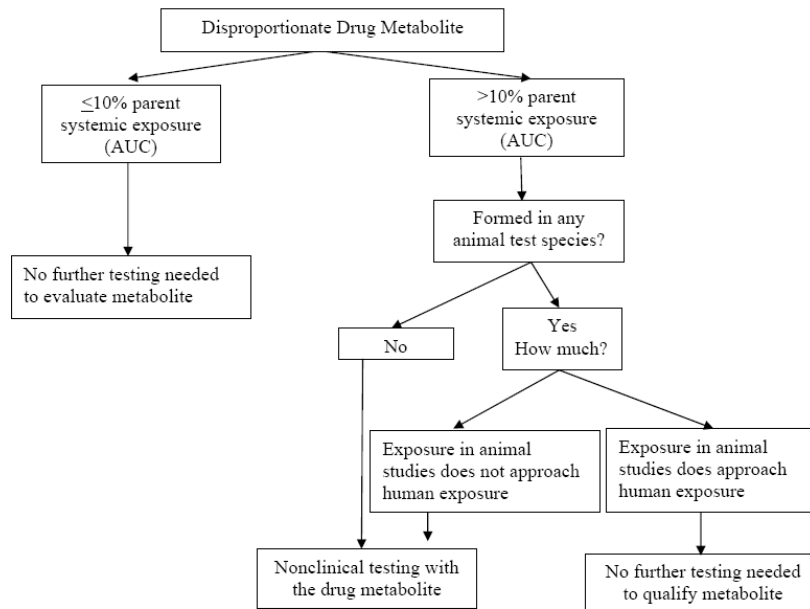 Disproportionate Drug Metabolite
≤10% parent
systemic exposure
(AUC)
>10% parent
systemic exposure
(AUC)
Formed in any
animal test species?
No further testing needed
to evaluate metabolite
No
Yes
How much?
Exposure in animal
studies does not approach
human exposure
Exposure in animal
studies does approach
human exposure
Nonclinical testing with
the drug metabolite
No further testing needed
to qualify metabolite